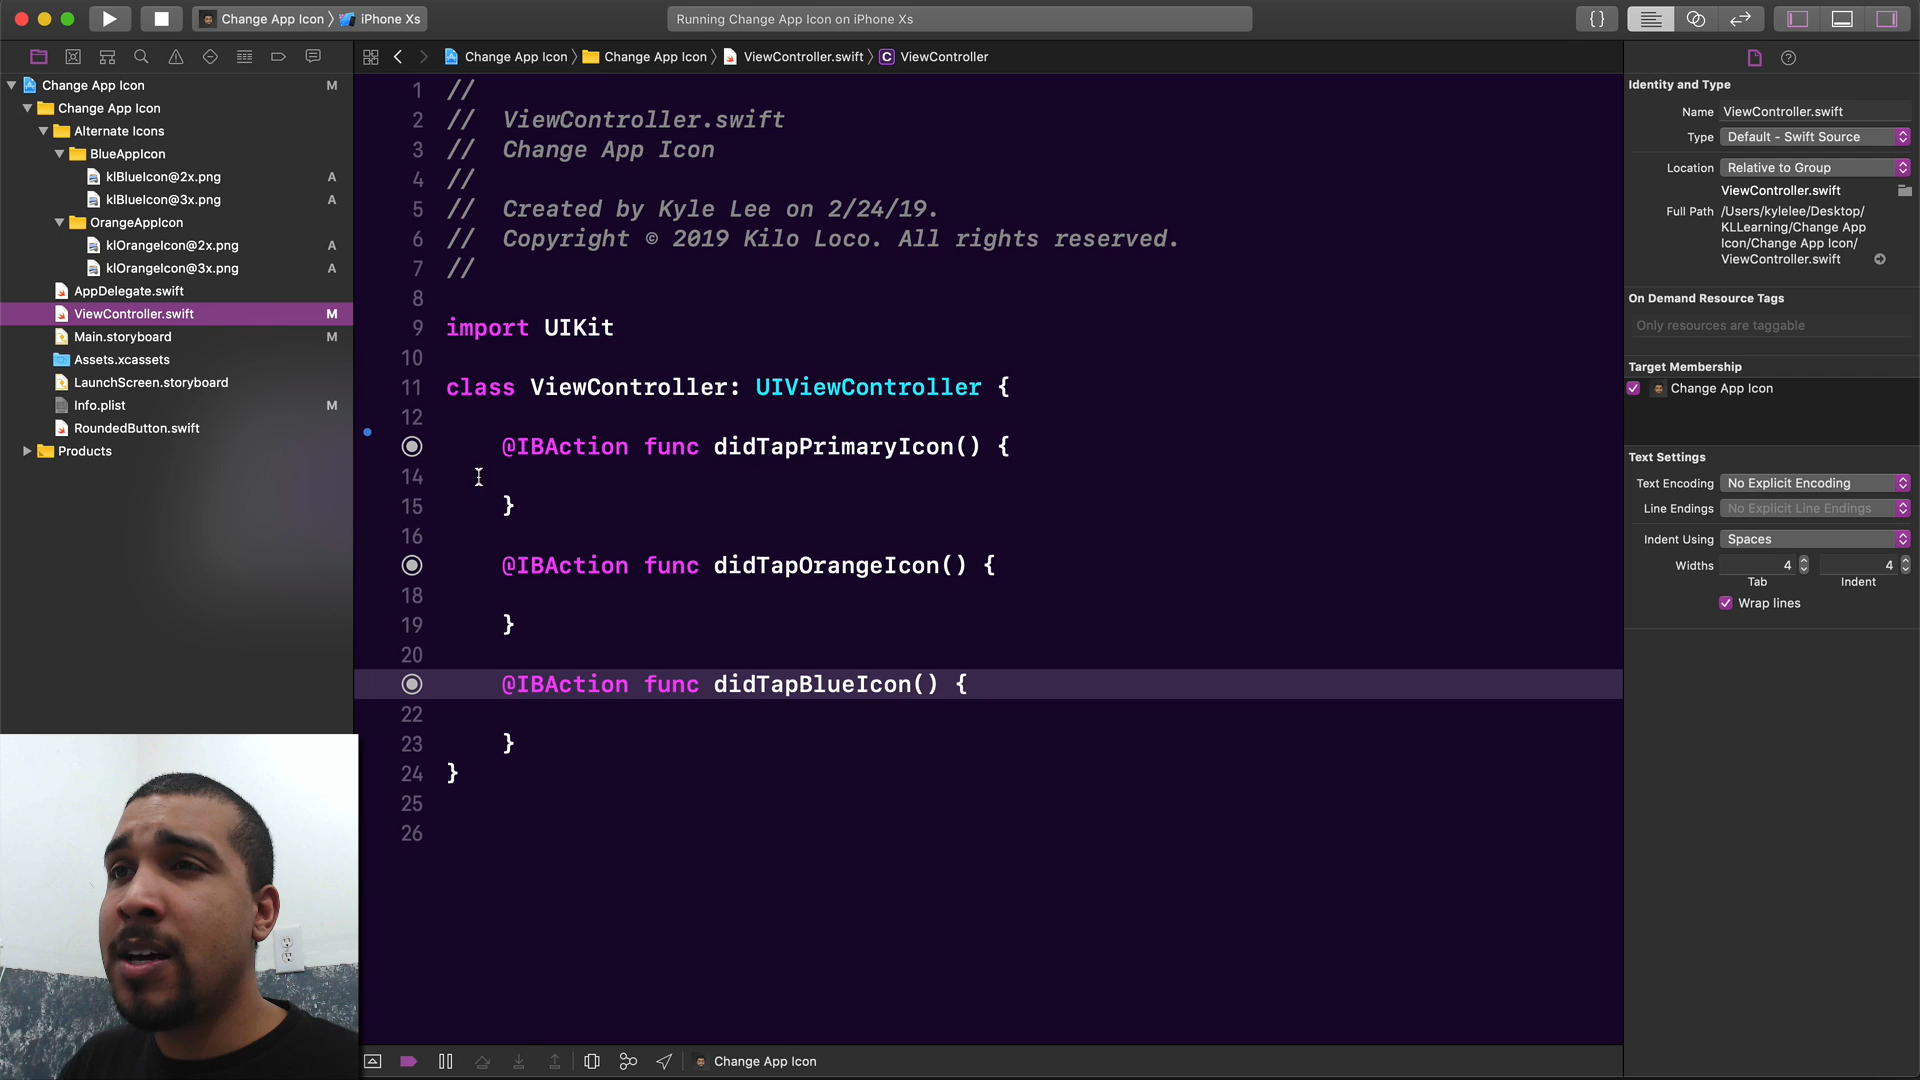 Change App Icon
iPhone Xs
Running Change App Icon on iPhone Xs
{}
Change App Icon
Change App Icon
ViewController.swift
C ViewController
Change App Icon M
Change App Icon
Alternate Icons
BlueAppIcon
klBlueIcon@2x.png A
klBlueIcon@3x.png A
OrangeAppIcon
klOrangeIcon@2x.png A
klOrangeIcon@3x.png A
AppDelegate.swift
ViewController.swift M
Main.storyboard M
Assets.xcassets
LaunchScreen.storyboard
Info.plist M
RoundedButton.swift
Products
1 //
2 // ViewController.swift
3 // Change App Icon
4 //
5 // Created by Kyle Lee on 2/24/19.
6 // Copyright © 2019 Kilo Loco. All rights reserved.
7 //
8
9 import UIKit
10
11 class ViewController: UIViewController {
12
@IBAction func didTapPrimaryIcon() {
14
15 }
16
@IBAction func didTapOrangeIcon() {
18
19 }
20
@IBAction func didTapBlueIcon() {
22
23 }
24 }
25
26
Change App Icon
Identity and Type
Name ViewController.swift
Type Default - Swift Source
Location Relative to Group
ViewController.swift
Full Path /Users/kylelee/Desktop/
KLLearning/Change App
Icon/Change App Icon/
ViewController.swift
On Demand Resource Tags
Only resources are taggable
Target Membership
Change App Icon
Text Settings
Text Encoding No Explicit Encoding
Line Endings No Explicit Line Endings
Indent Using Spaces
Widths 4 4
Tab Indent
Wrap lines